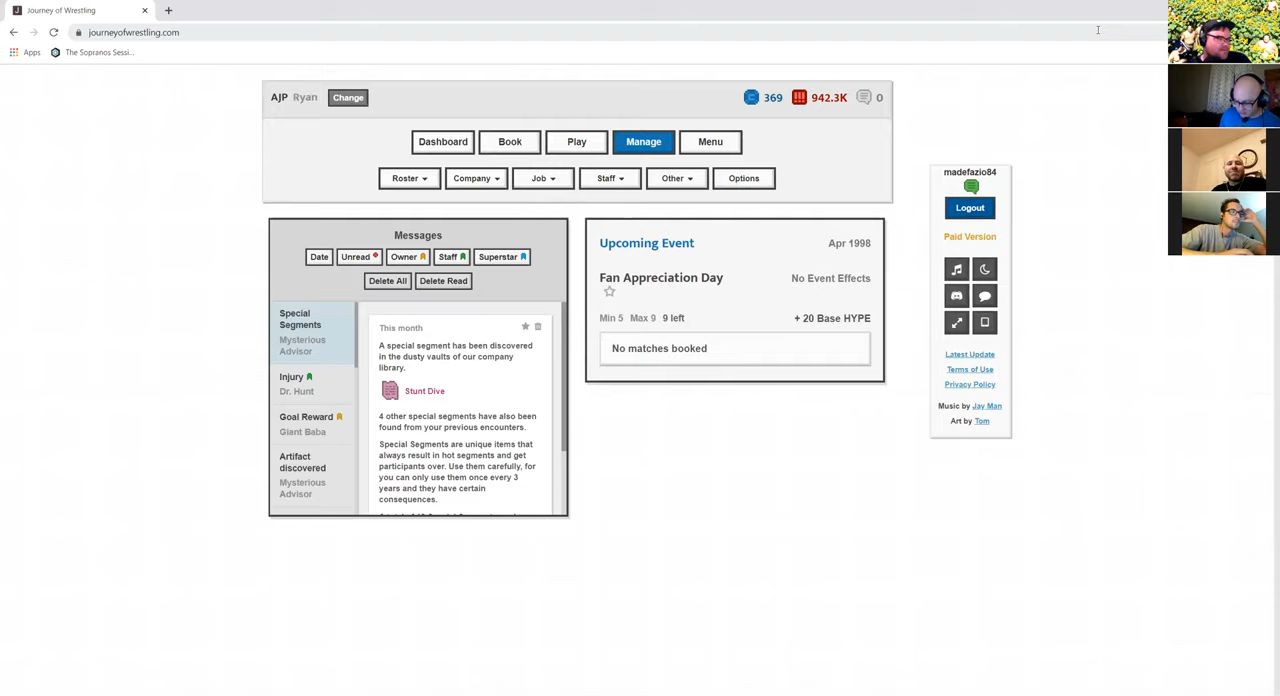 Journey of Wrestling
journeyofwrestling.com
Apps
The Sopranos Sessi...
AJP Ryan Change
369 942.3K 0
Dashboard Book Play Manage Menu
Roster Company Job Staff Other Options
Messages
Date Unread Owner Staff Superstar
Delete All Delete Read
Special Segments
Mysterious Advisor
Injury
Dr. Hunt
Goal Reward
Giant Baba
Artifact discovered
Mysterious Advisor
This month
A special segment has been discovered
in the dusty vaults of our company
library.
Stunt Dive
4 other special segments have also been
found from your previous encounters.
Special Segments are unique items that
always result in hot segments and get
participants over. Use them carefully, for
you can only use them once every 3
years and they have certain
consequences.
Upcoming Event Apr 1998
Fan Appreciation Day No Event Effects
Min 5 Max 9 9 left + 20 Base HYPE
No matches booked
madefazio84
Logout
Paid Version
Latest Update
Terms of Use
Privacy Policy
Music by Jay Man
Art by Tom